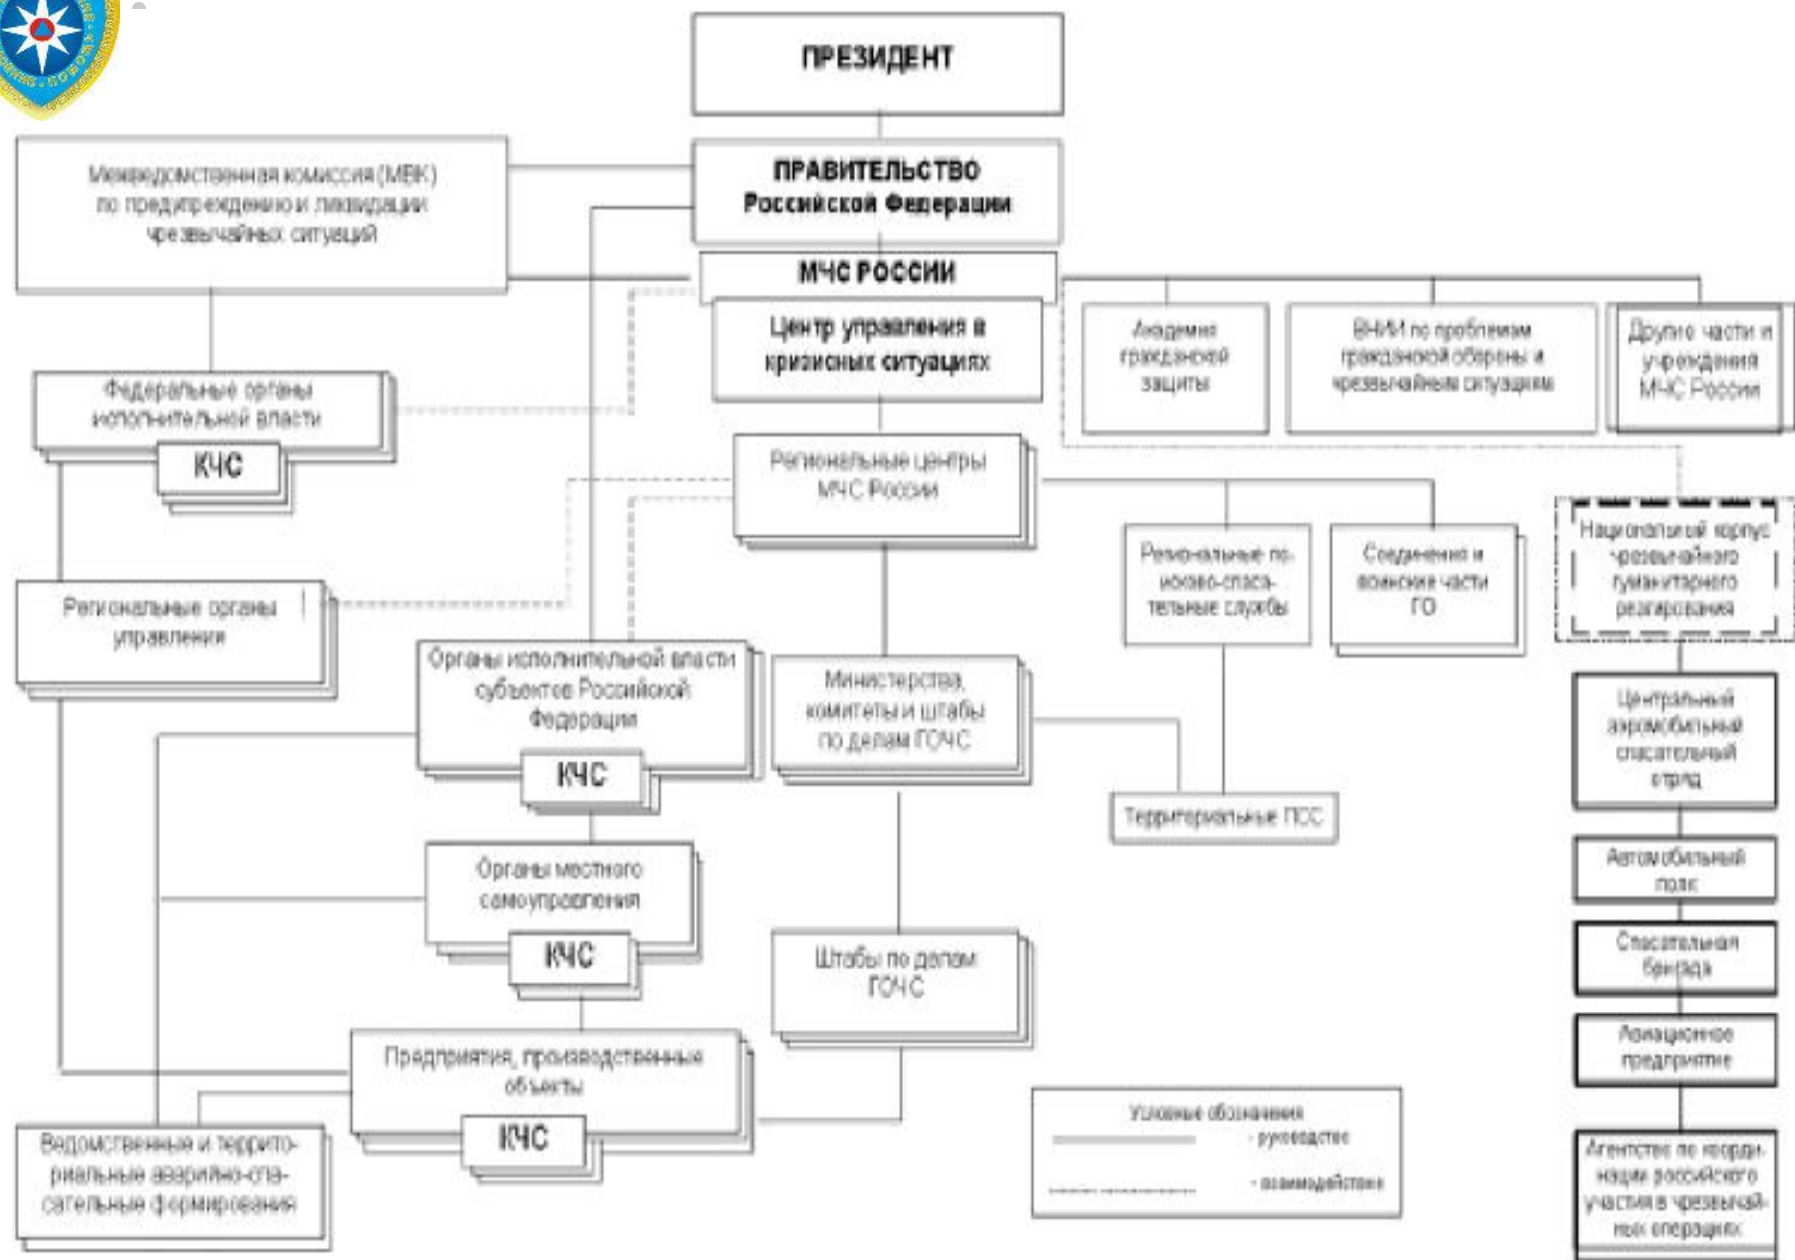 ПРЕЗИДЕНТ
Межведомственная комиссия (МВК)
по предупреждению и ликвидации
чрезвычайных ситуаций
ПРАВИТЕЛЬСТВО
Российской Федерации
МЧС РОССИИ
Центр управления в
кризисных ситуациях
Академия
гражданской
защиты
ВНИИ по проблемам
гражданской обороны и
чрезвычайным ситуациям
Другие части и
учреждения
МЧС России
Федеральные органы
исполнительной власти
КЧС
Региональные центры
МЧС России
Региональные по-
исково-спаса-
тельные службы
Соединения и
воинские части
ГО
Национальный корпус
чрезвычайного
гуманитарного
реагирования
Региональные органы
управления
Органы исполнительной власти
субъектов Российской
Федерации
КЧС
Министерства,
комитеты и штабы
по делам ГОЧС
Центральный
аэромобильный
спасательный
отряд
Территориальные ПСС
Автомобильный
полк
Органы местного
самоуправления
КЧС
Штабы по делам
ГОЧС
Спасательная
бригада
Авиационное
предприятие
Предприятия, производственные
объекты
КЧС
Ведомственные и террито-
риальные аварийно-спа-
сательные формирования
Условные обозначения
- руководство
- взаимодействие
Агентство по коорди-
нации российского
участия в чрезвычай-
ных операциях